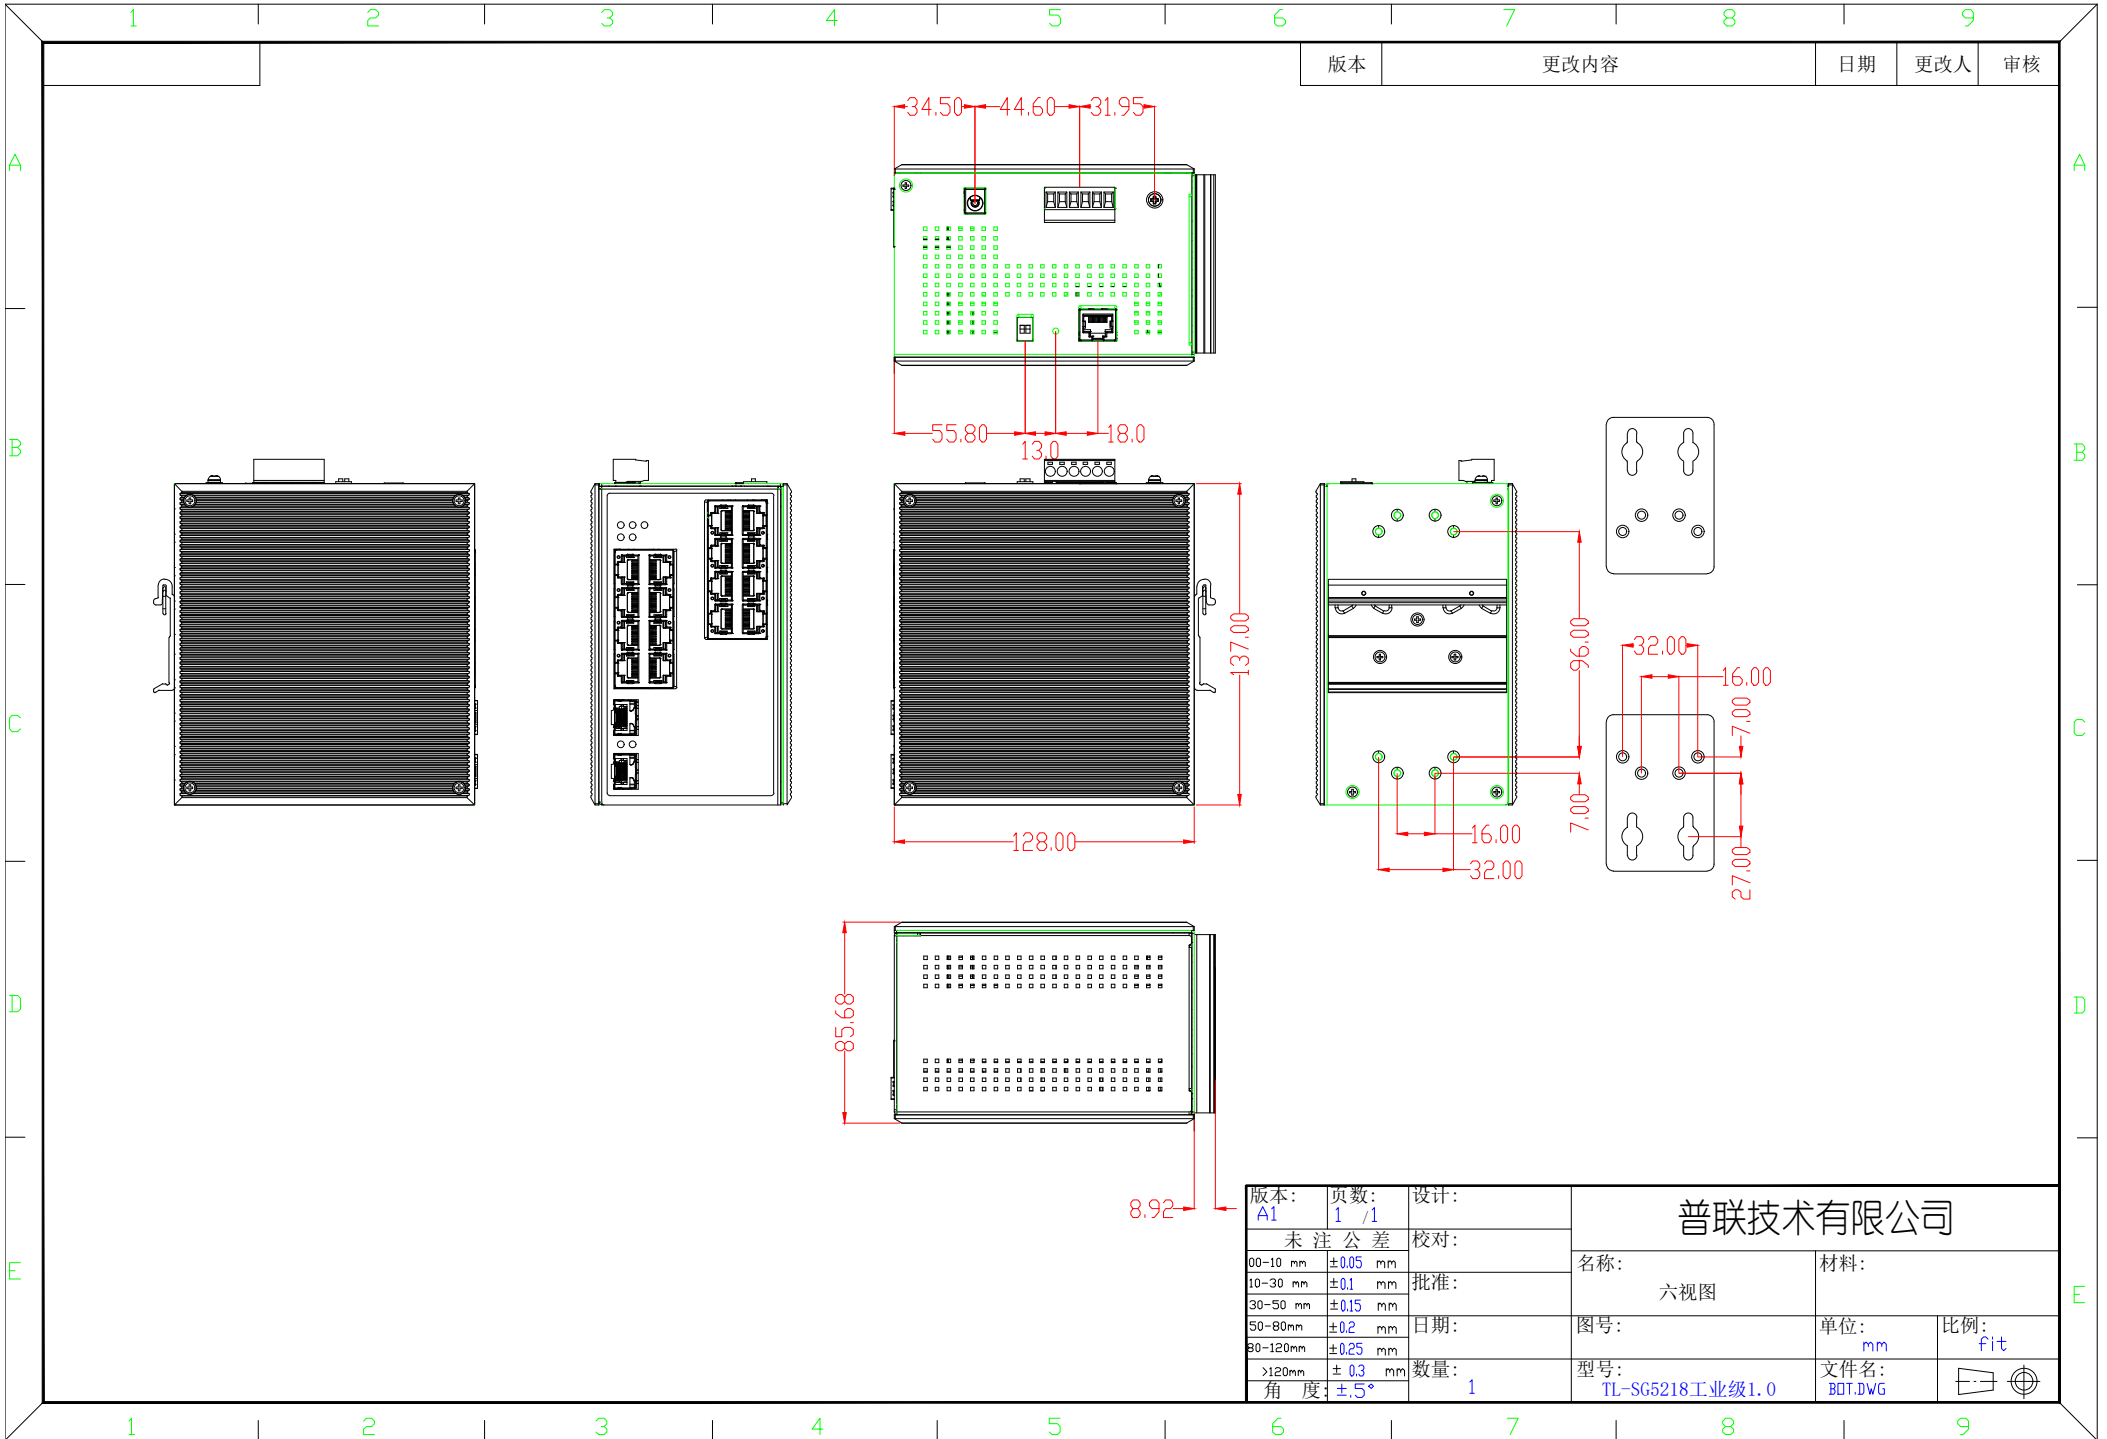 1 2 3 4 5 6 7 8 9
版本 更改内容 日期 更改人 审核
34.50 44.60 31.95
A A
55.80 13.0 18.0
B B
137.00
96.00
32.00
16.00
7.00
C C
7.00
16.00
128.00
32.00
27.00
85.68
D D
8.92
E E
版本: 页数: 设计:
A1 1 /1
普联技术有限公司
未 注 公 差 校对:
00-10 mm ±0.05 mm
名称: 材料:
10-30 mm ±0.1 mm 批准:
六视图
30-50 mm ±0.15 mm
50-80mm ±0.2 mm 日期: 图号: 单位: 比例:
mm fit
80-120mm ±0.25 mm
>120mm ± 0.3 mm 数量: 型号: 文件名:
角 度: ±.5° 1 TL-SG5218工业级1.0 BOT.DWG
1 2 3 4 5 6 7 8 9